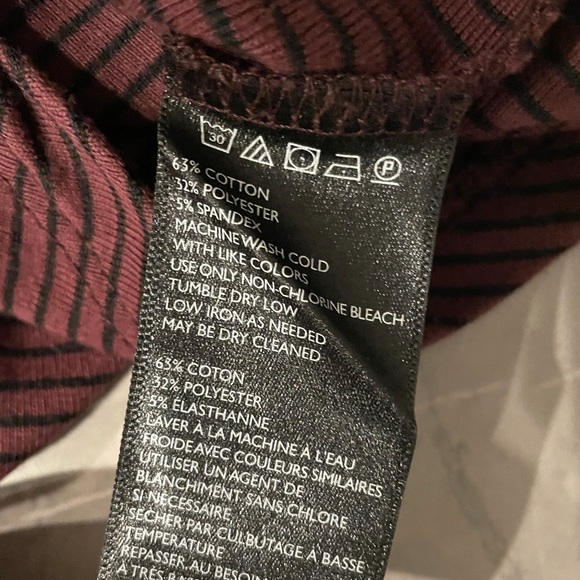 30 P
63% COTTON
32% POLYESTER
5% SPANDEX
MACHINE WASH COLD
WITH LIKE COLORS
USE ONLY NON-CHLORINE BLEACH
TUMBLE DRY LOW
LOW IRON AS NEEDED
MAY BE DRY CLEANED
63% COTON
32% POLYESTER
5% ELASTHANNE
LAVER À LA MACHINE À L'EAU
FROIDE AVEC COULEURS SIMILAIRES
UTILISER UN AGENT DE
BLANCHIMENT SANS CHLORE
SI NÉCESSAIRE
SÉCHER PAR CULBUTAGE À BASSE
TEMPÉRATURE
REPASSER AU BESOIN
À TRÈS